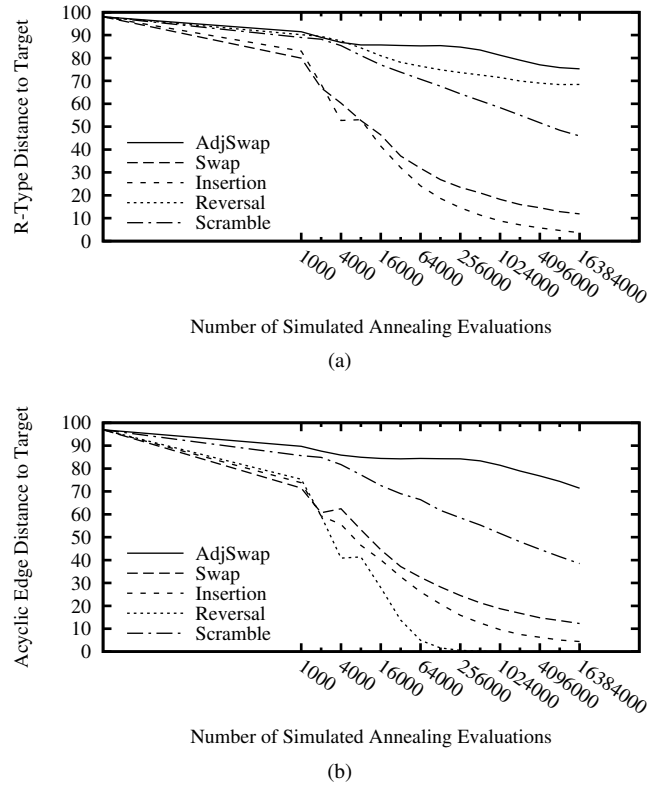 R-Type Distance to Target
100
90
80
70
60
50
40
30
20
10
0
AdjSwap
Swap
Insertion
Reversal
Scramble
1000
4000
16000
64000
256000
1024000
4096000
16384000
Number of Simulated Annealing Evaluations
(a)
Acyclic Edge Distance to Target
100
90
80
70
60
50
40
30
20
10
0
AdjSwap
Swap
Insertion
Reversal
Scramble
1000
4000
16000
64000
256000
1024000
4096000
16384000
Number of Simulated Annealing Evaluations
(b)